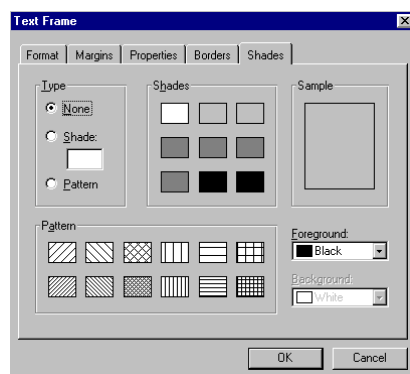 Text Frame
Format Margins Properties Borders Shades
Type
None
Shade:
Pattern
Shades
Sample
Pattern
Foreground:
Black
Background:
White
OK Cancel